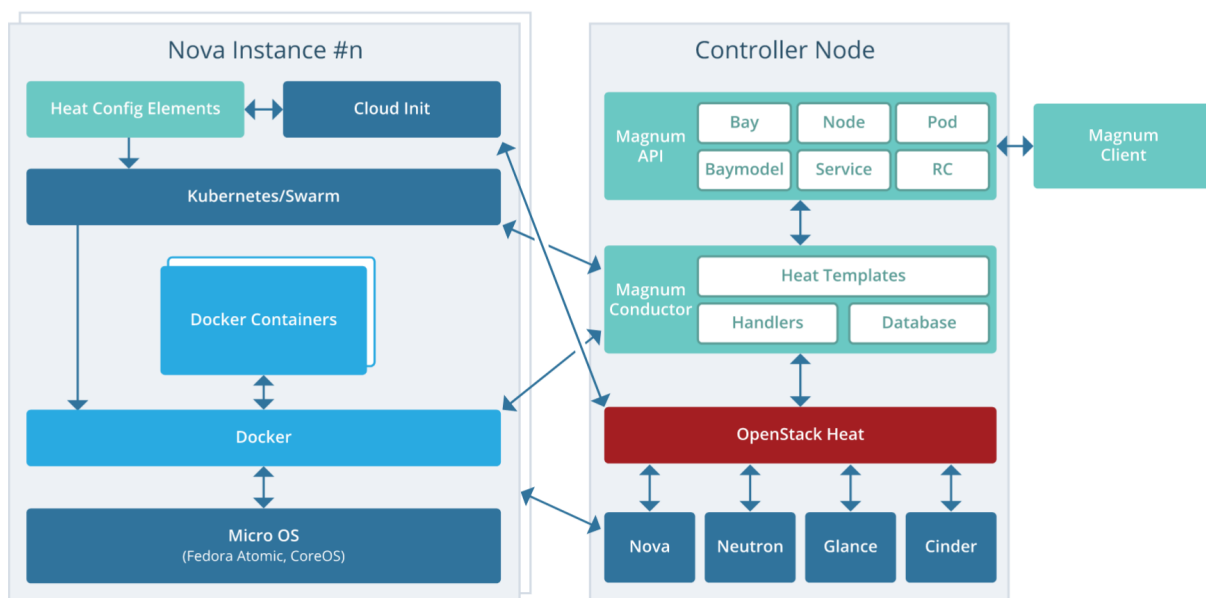 Nova Instance #n
Heat Config Elements
Cloud Init
Kubernetes/Swarm
Docker Containers
Docker
Micro OS
(Fedora Atomic, CoreOS)
Controller Node
Magnum
API
Bay
Node
Pod
Baymodel
Service
RC
Magnum
Client
Magnum
Conductor
Heat Templates
Handlers
Database
OpenStack Heat
Nova
Neutron
Glance
Cinder